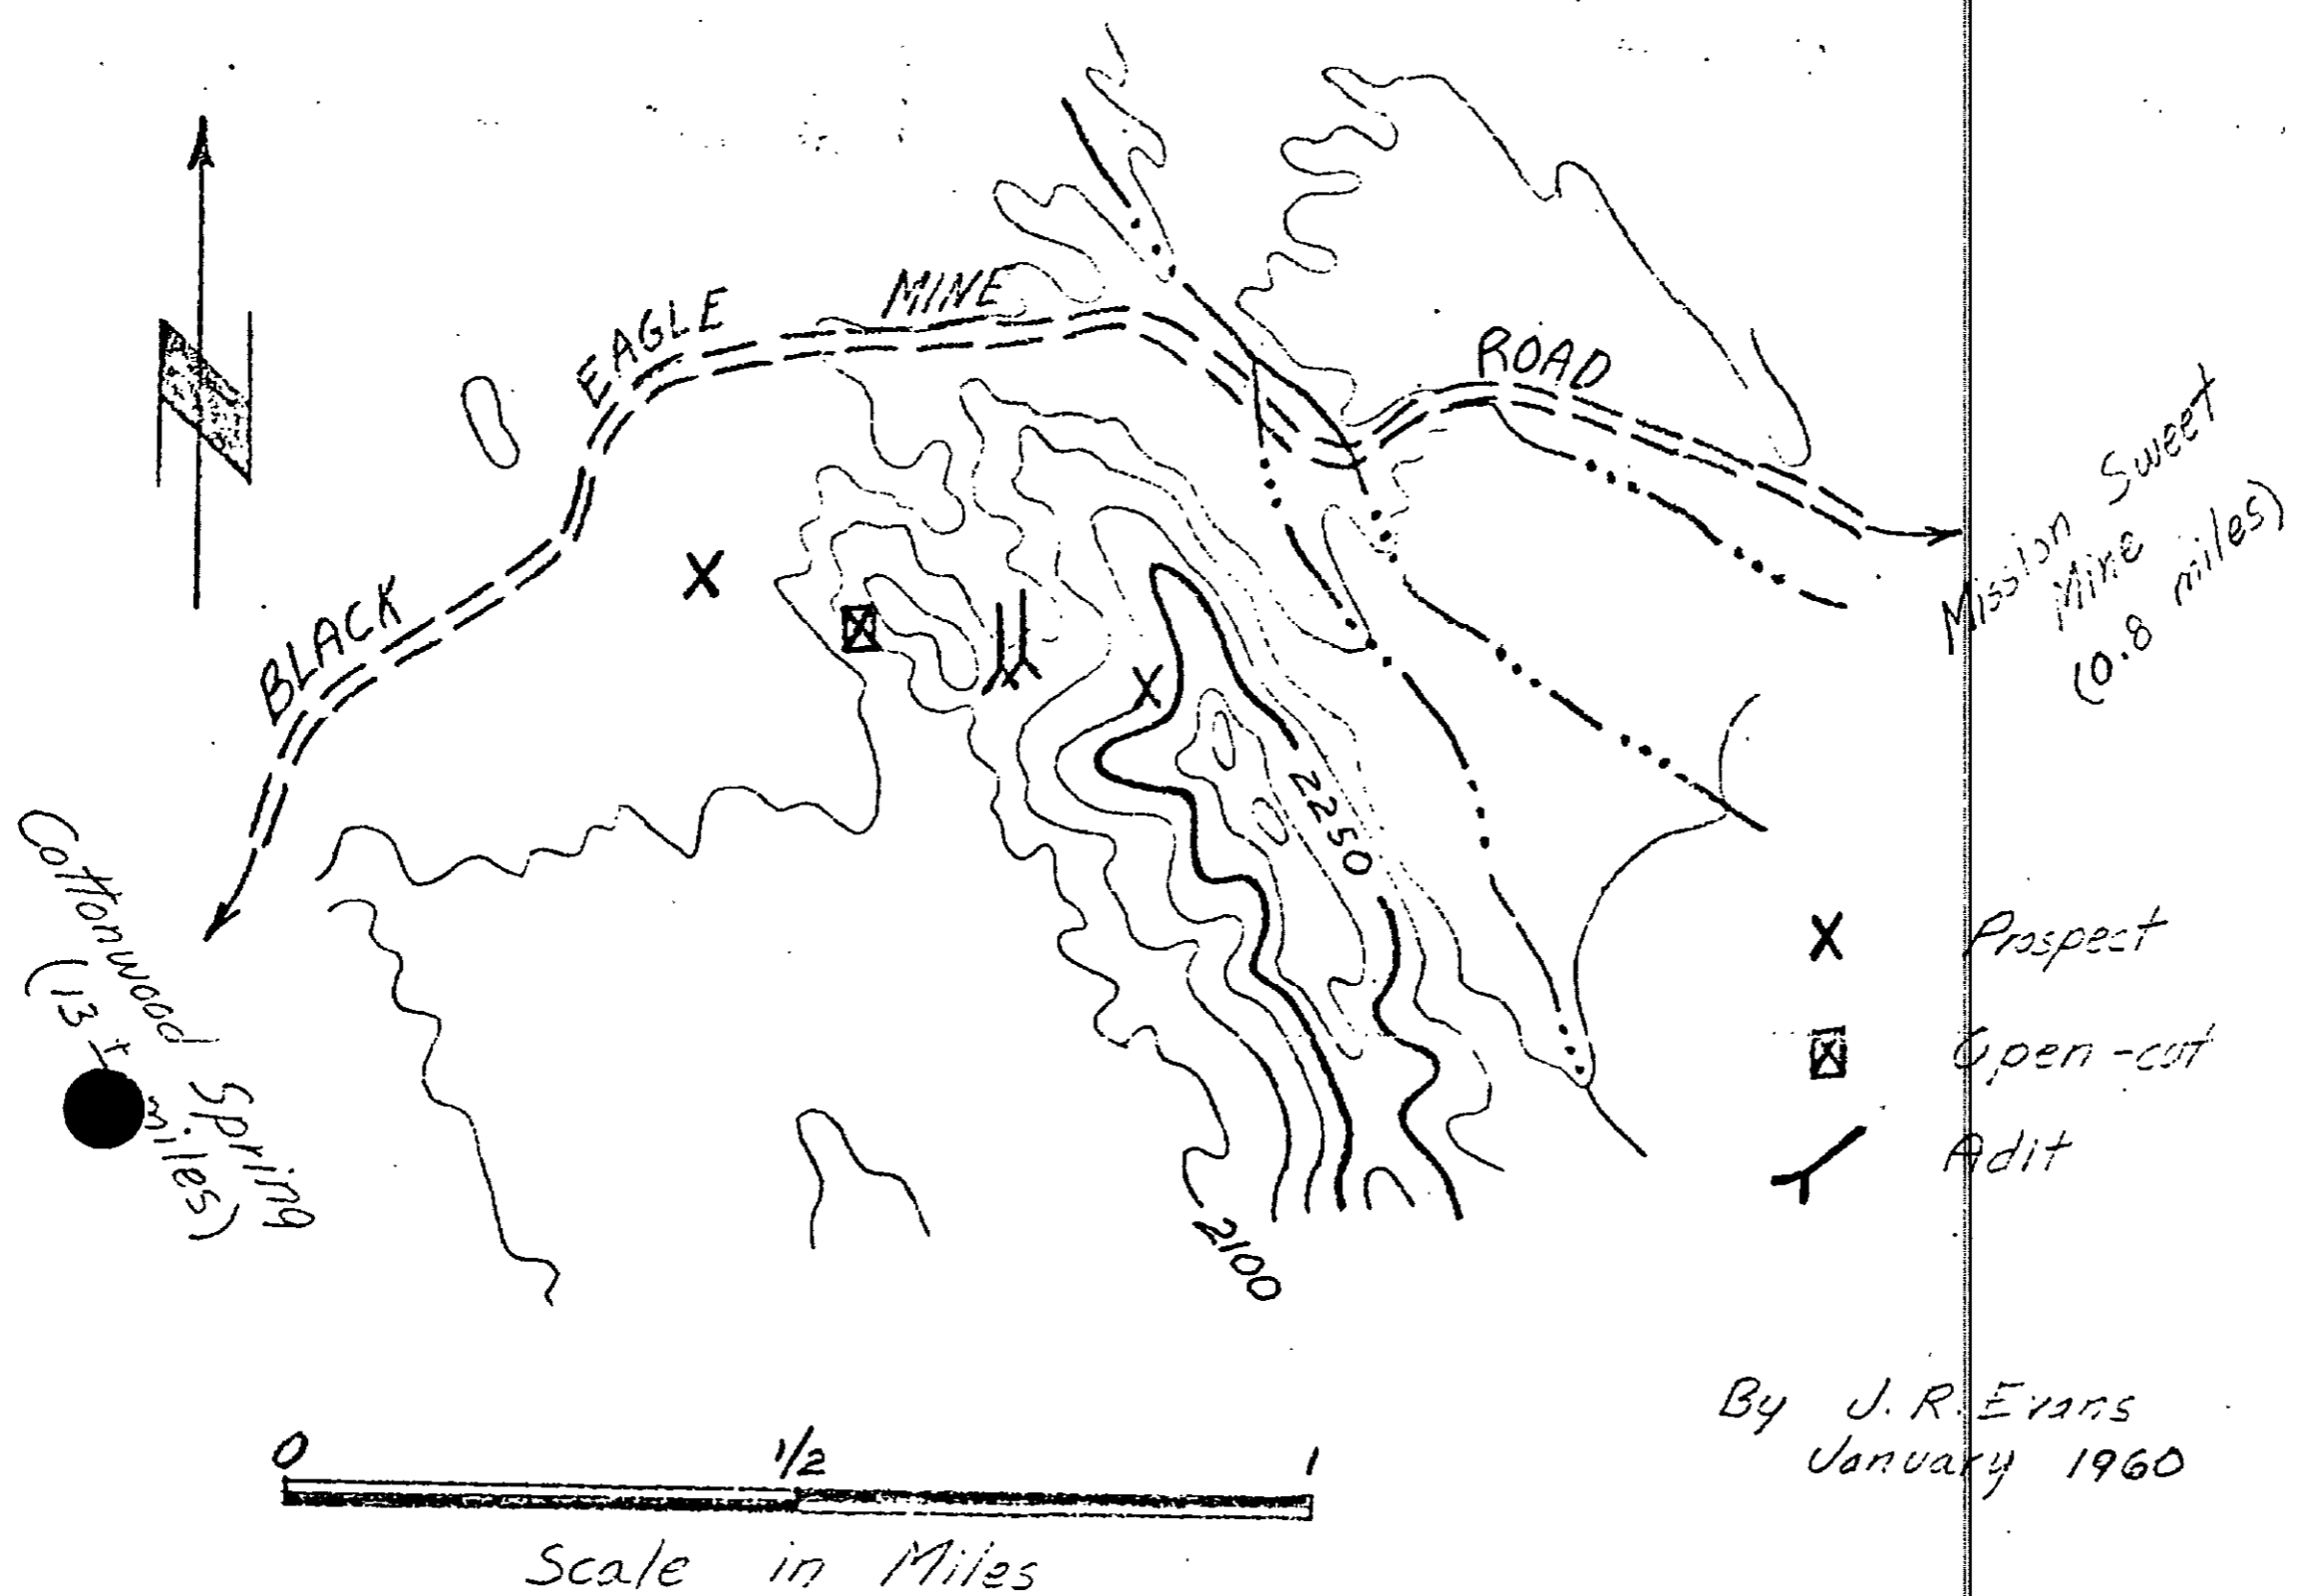 BLACK EAGLE MINE ROAD
Mission Sweet
Mine
(0.8 miles)
Cottonwood Spring
(13 ± miles)
2250
2100
X Prospect
Open-cut
Adit
By J. R. Evans
January 1960
0 1/2 1
Scale in Miles